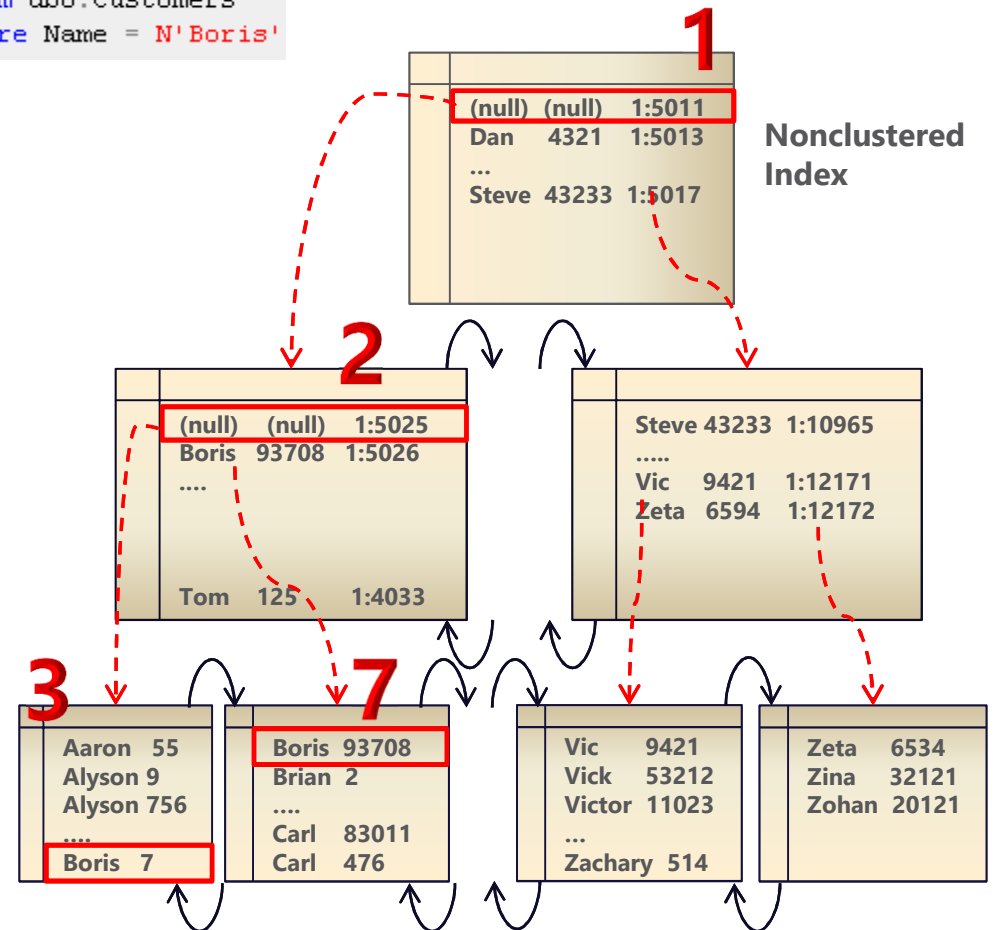 dbo.Customers
re Name = N'Boris'
1
(null) (null) 1:5011
Dan 4321 1:5013
...
Steve 43233 1:5017
Nonclustered
Index
2
(null) (null) 1:5025
Boris 93708 1:5026
....
Tom 125 1:4033
Steve 43233 1:10965
.....
Vic 9421 1:12171
Zeta 6594 1:12172
3
Aaron 55
Alyson 9
Alyson 756
....
Boris 7
7
Boris 93708
Brian 2
....
Carl 83011
Carl 476
Vic 9421
Vick 53212
Victor 11023
...
Zachary 514
Zeta 6534
Zina 32121
Zohan 20121